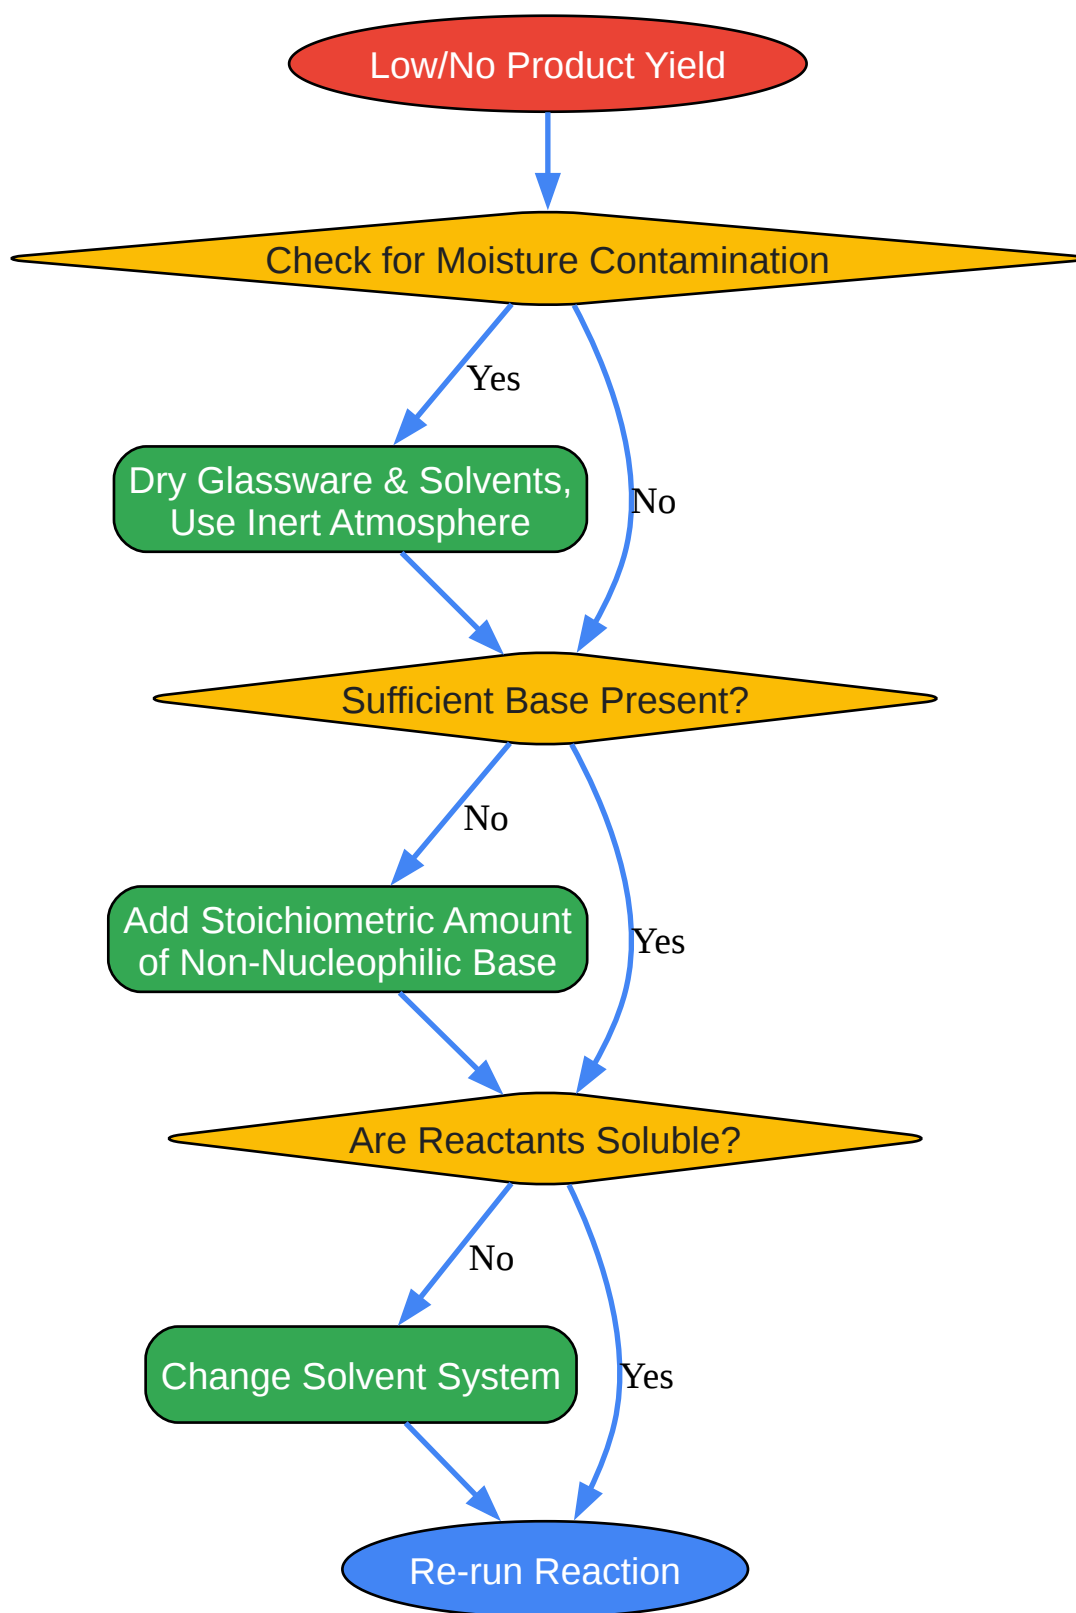 Low/No Product Yield
Check for Moisture Contamination
Yes
Dry Glassware & Solvents,
Use Inert Atmosphere
No
Sufficient Base Present?
No
Add Stoichiometric Amount
of Non-Nucleophilic Base
Yes
Are Reactants Soluble?
No
Change Solvent System
Yes
Re-run Reaction